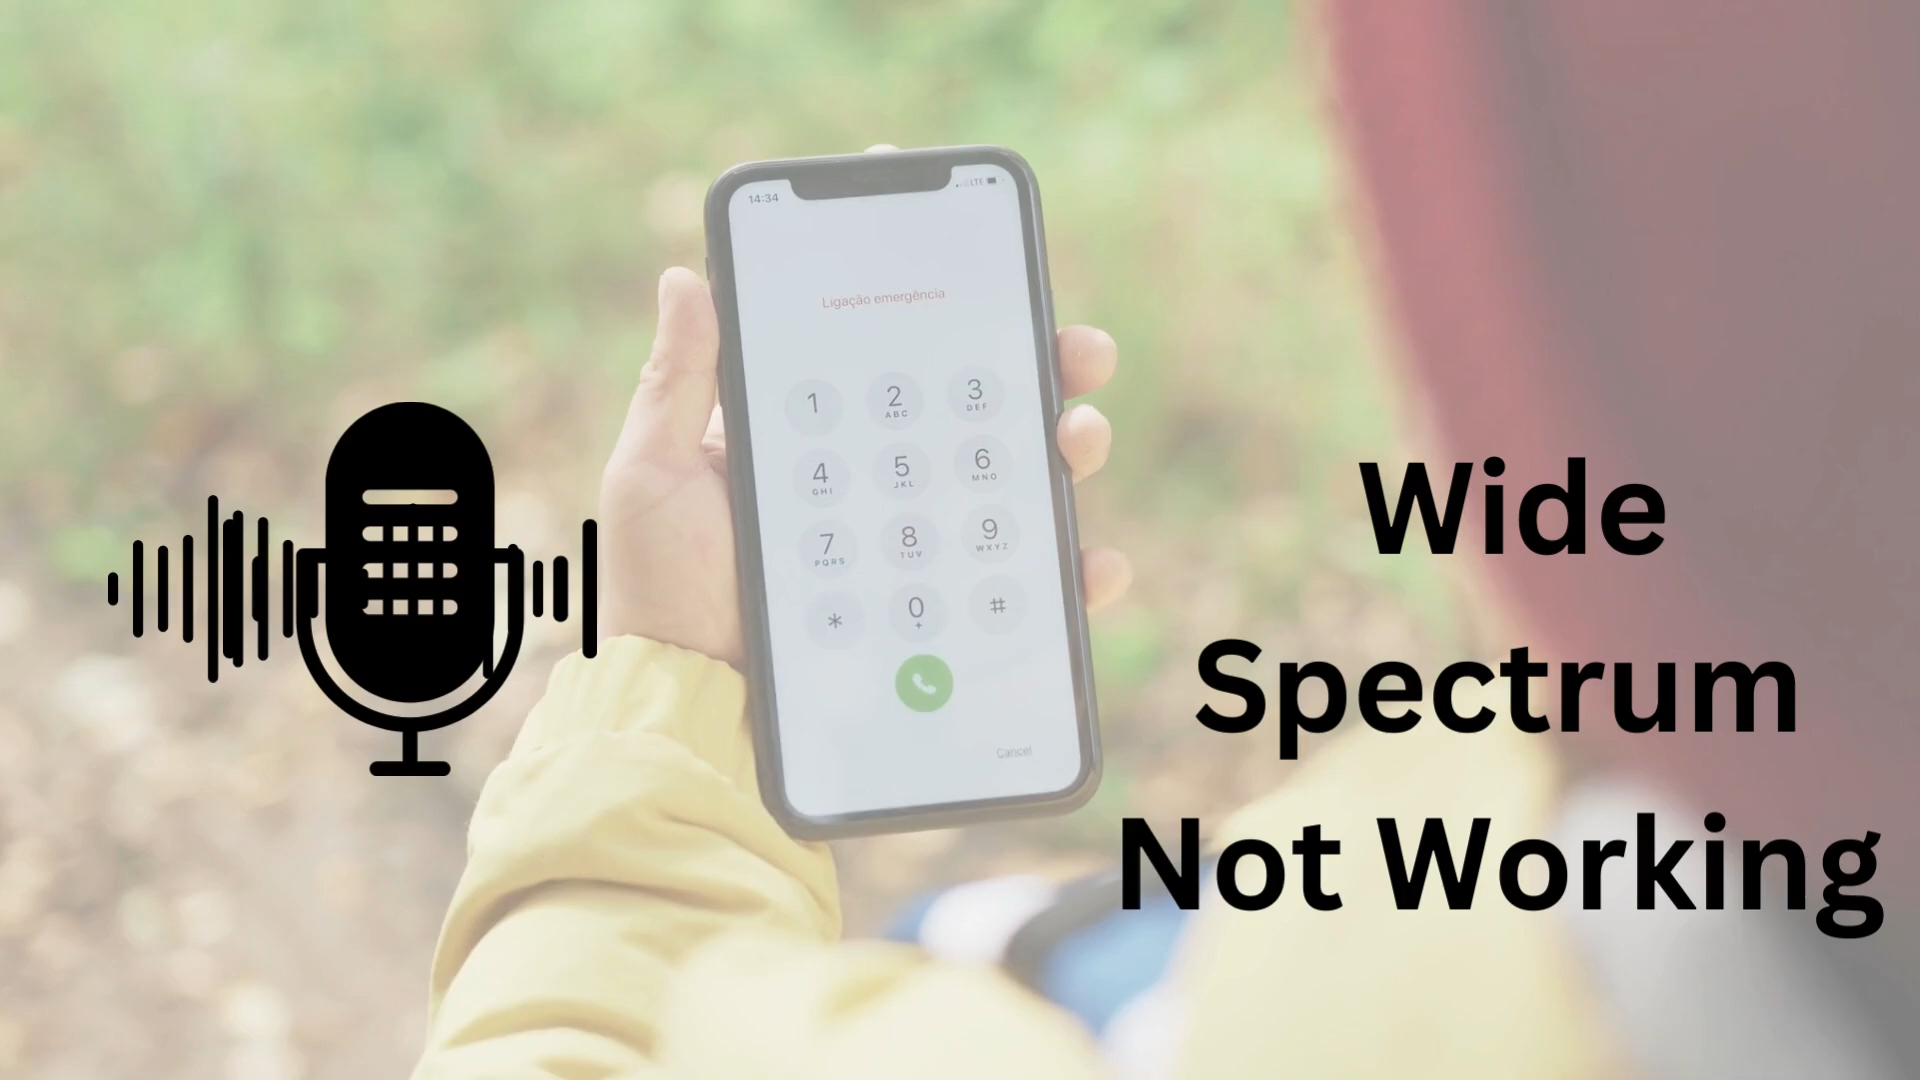 14:34
LTE
Ligação emergência
1
2
ABC
3
DEF
4
GHI
5
JKL
6
MNO
7
PQRS
8
TUV
9
WXYZ
*
0
+
#
Cancel
Wide
Spectrum
Not Working